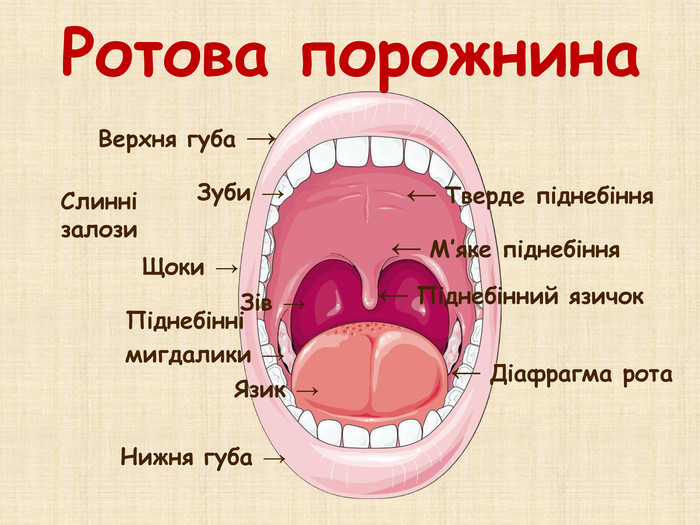 Ротова порожнина
Верхня губа →
Зуби →
← Тверде піднебіння
Слинні
залози
← М’яке піднебіння
Щоки →
Зів →
← Піднебінний язичок
Піднебінні
мигдалики →
← Діафрагма рота
Язик →
Нижня губа →